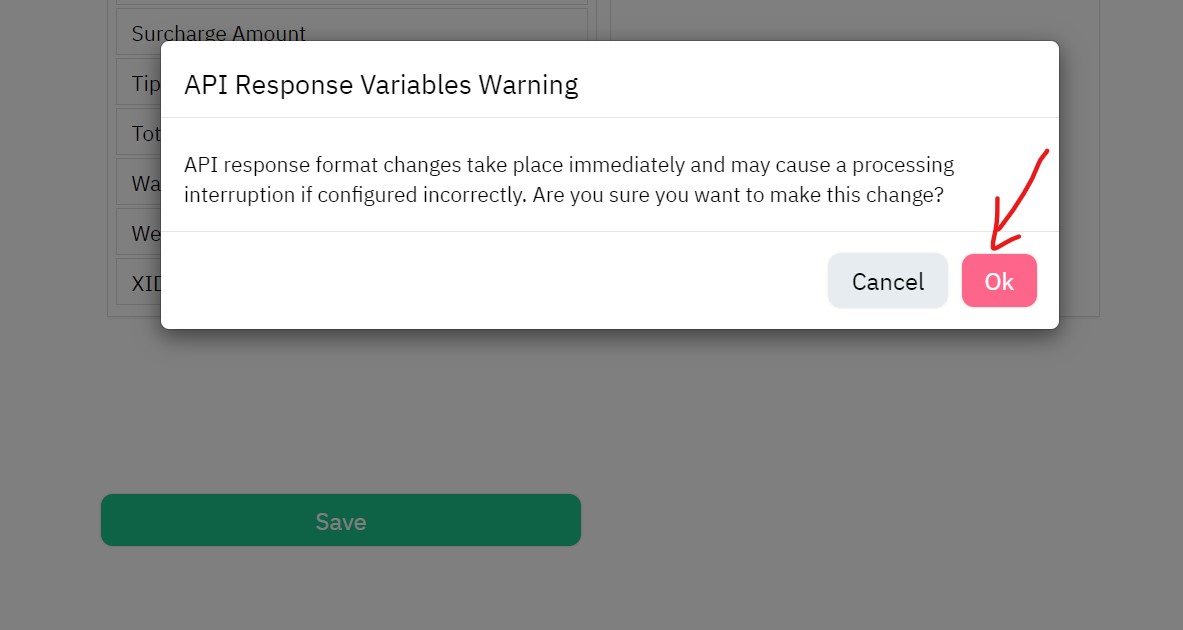 Surcharge Amount
API Response Variables Warning
Tip
Tot
API response format changes take place immediately and may cause a processing
Wa
interruption if configured incorrectly. Are you sure you want to make this change?
We
XID
Cancel
Ok
Save